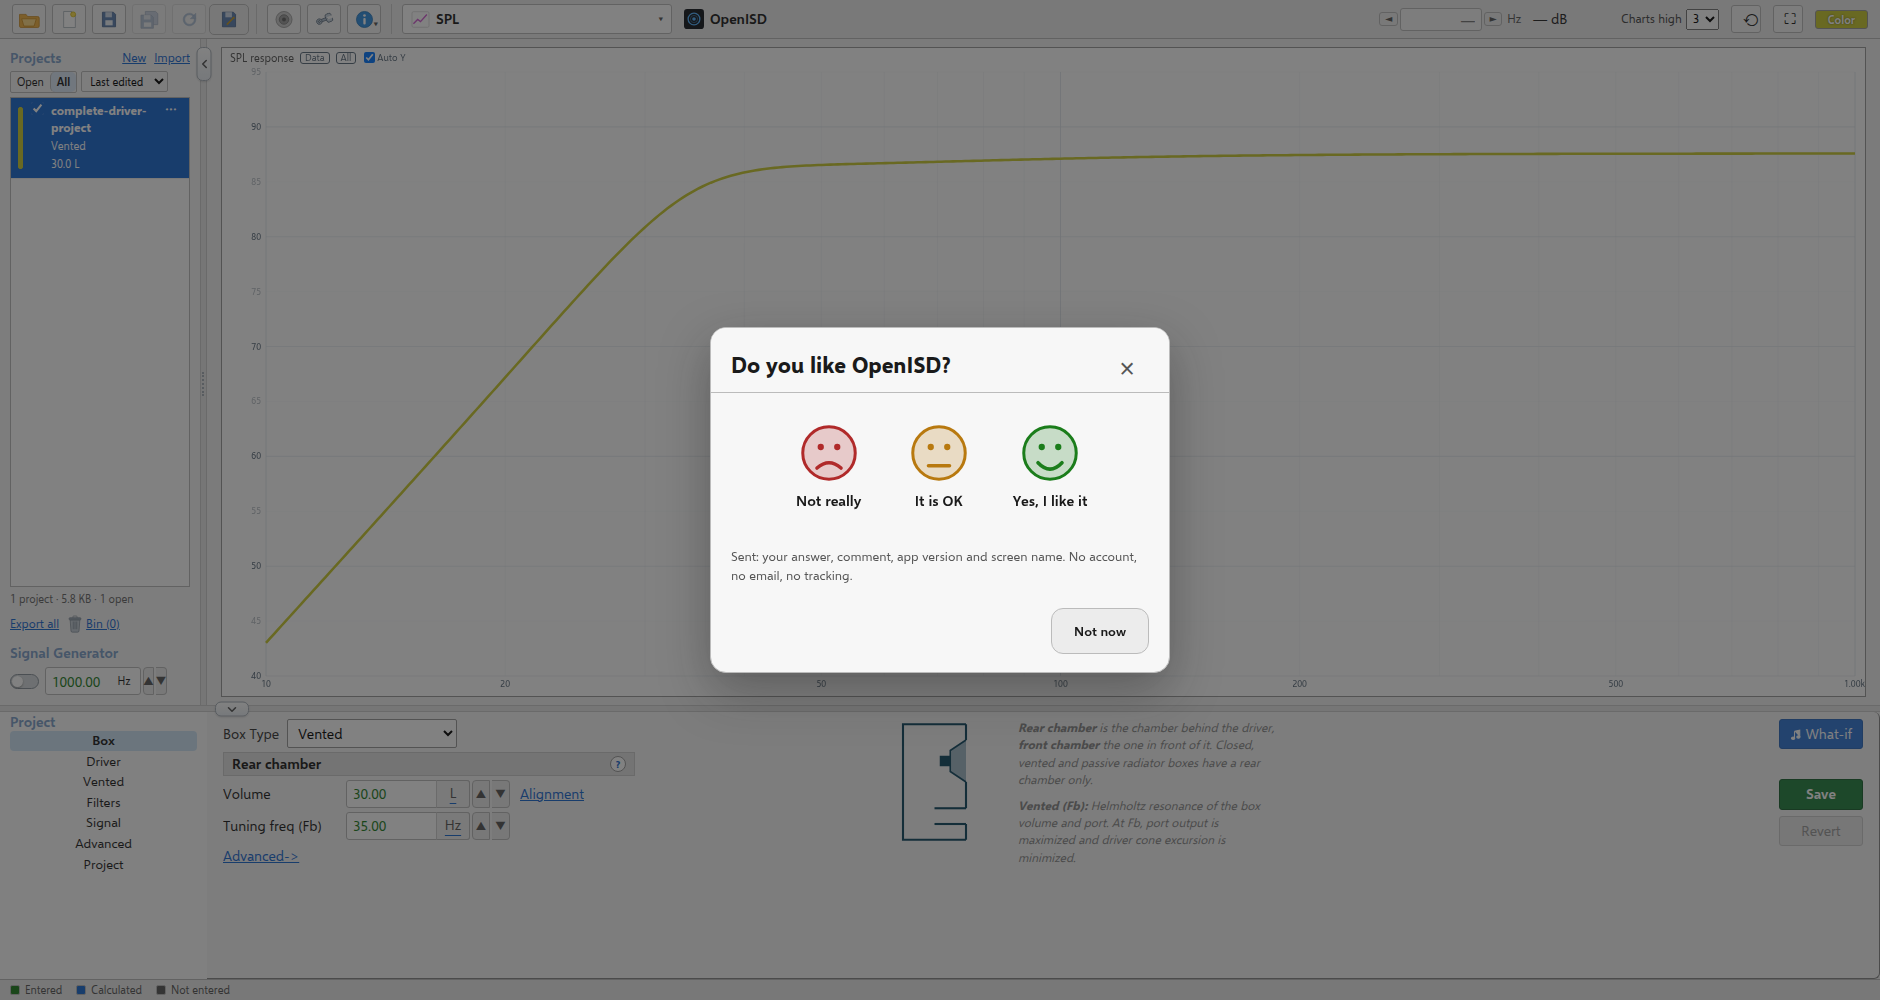 SPL
OpenISD
—
Hz
— dB
Charts high
3
Color
Projects
New
Import
Open
All
Last edited
complete-driver-
project
Vented
30.0 L
1 project · 5.8 KB · 1 open
Export all
Bin (0)
Signal Generator
1000.00
Hz
SPL response
Data
All
Auto Y
95
90
85
80
75
70
65
60
55
50
45
40
10
20
50
100
200
500
1.00k
Do you like OpenISD?
Not really
It is OK
Yes, I like it
Sent: your answer, comment, app version and screen name. No account,
no email, no tracking.
Not now
Project
Box
Driver
Vented
Filters
Signal
Advanced
Project
Box Type
Vented
Rear chamber
?
Volume
30.00
L
Alignment
Tuning freq (Fb)
35.00
Hz
Advanced->
Rear chamber is the chamber behind the driver,
front chamber the one in front of it. Closed,
vented and passive radiator boxes have a rear
chamber only.
Vented (Fb): Helmholtz resonance of the box
volume and port. At Fb, port output is
maximized and driver cone excursion is
minimized.
What-if
Save
Revert
Entered
Calculated
Not entered